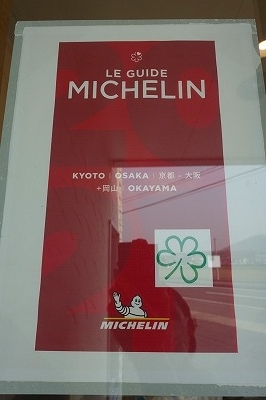 LE GUIDE
MICHELIN
KYOTO | OSAKA | 京都・大阪
+岡山 | OKAYAMA
MICHELIN